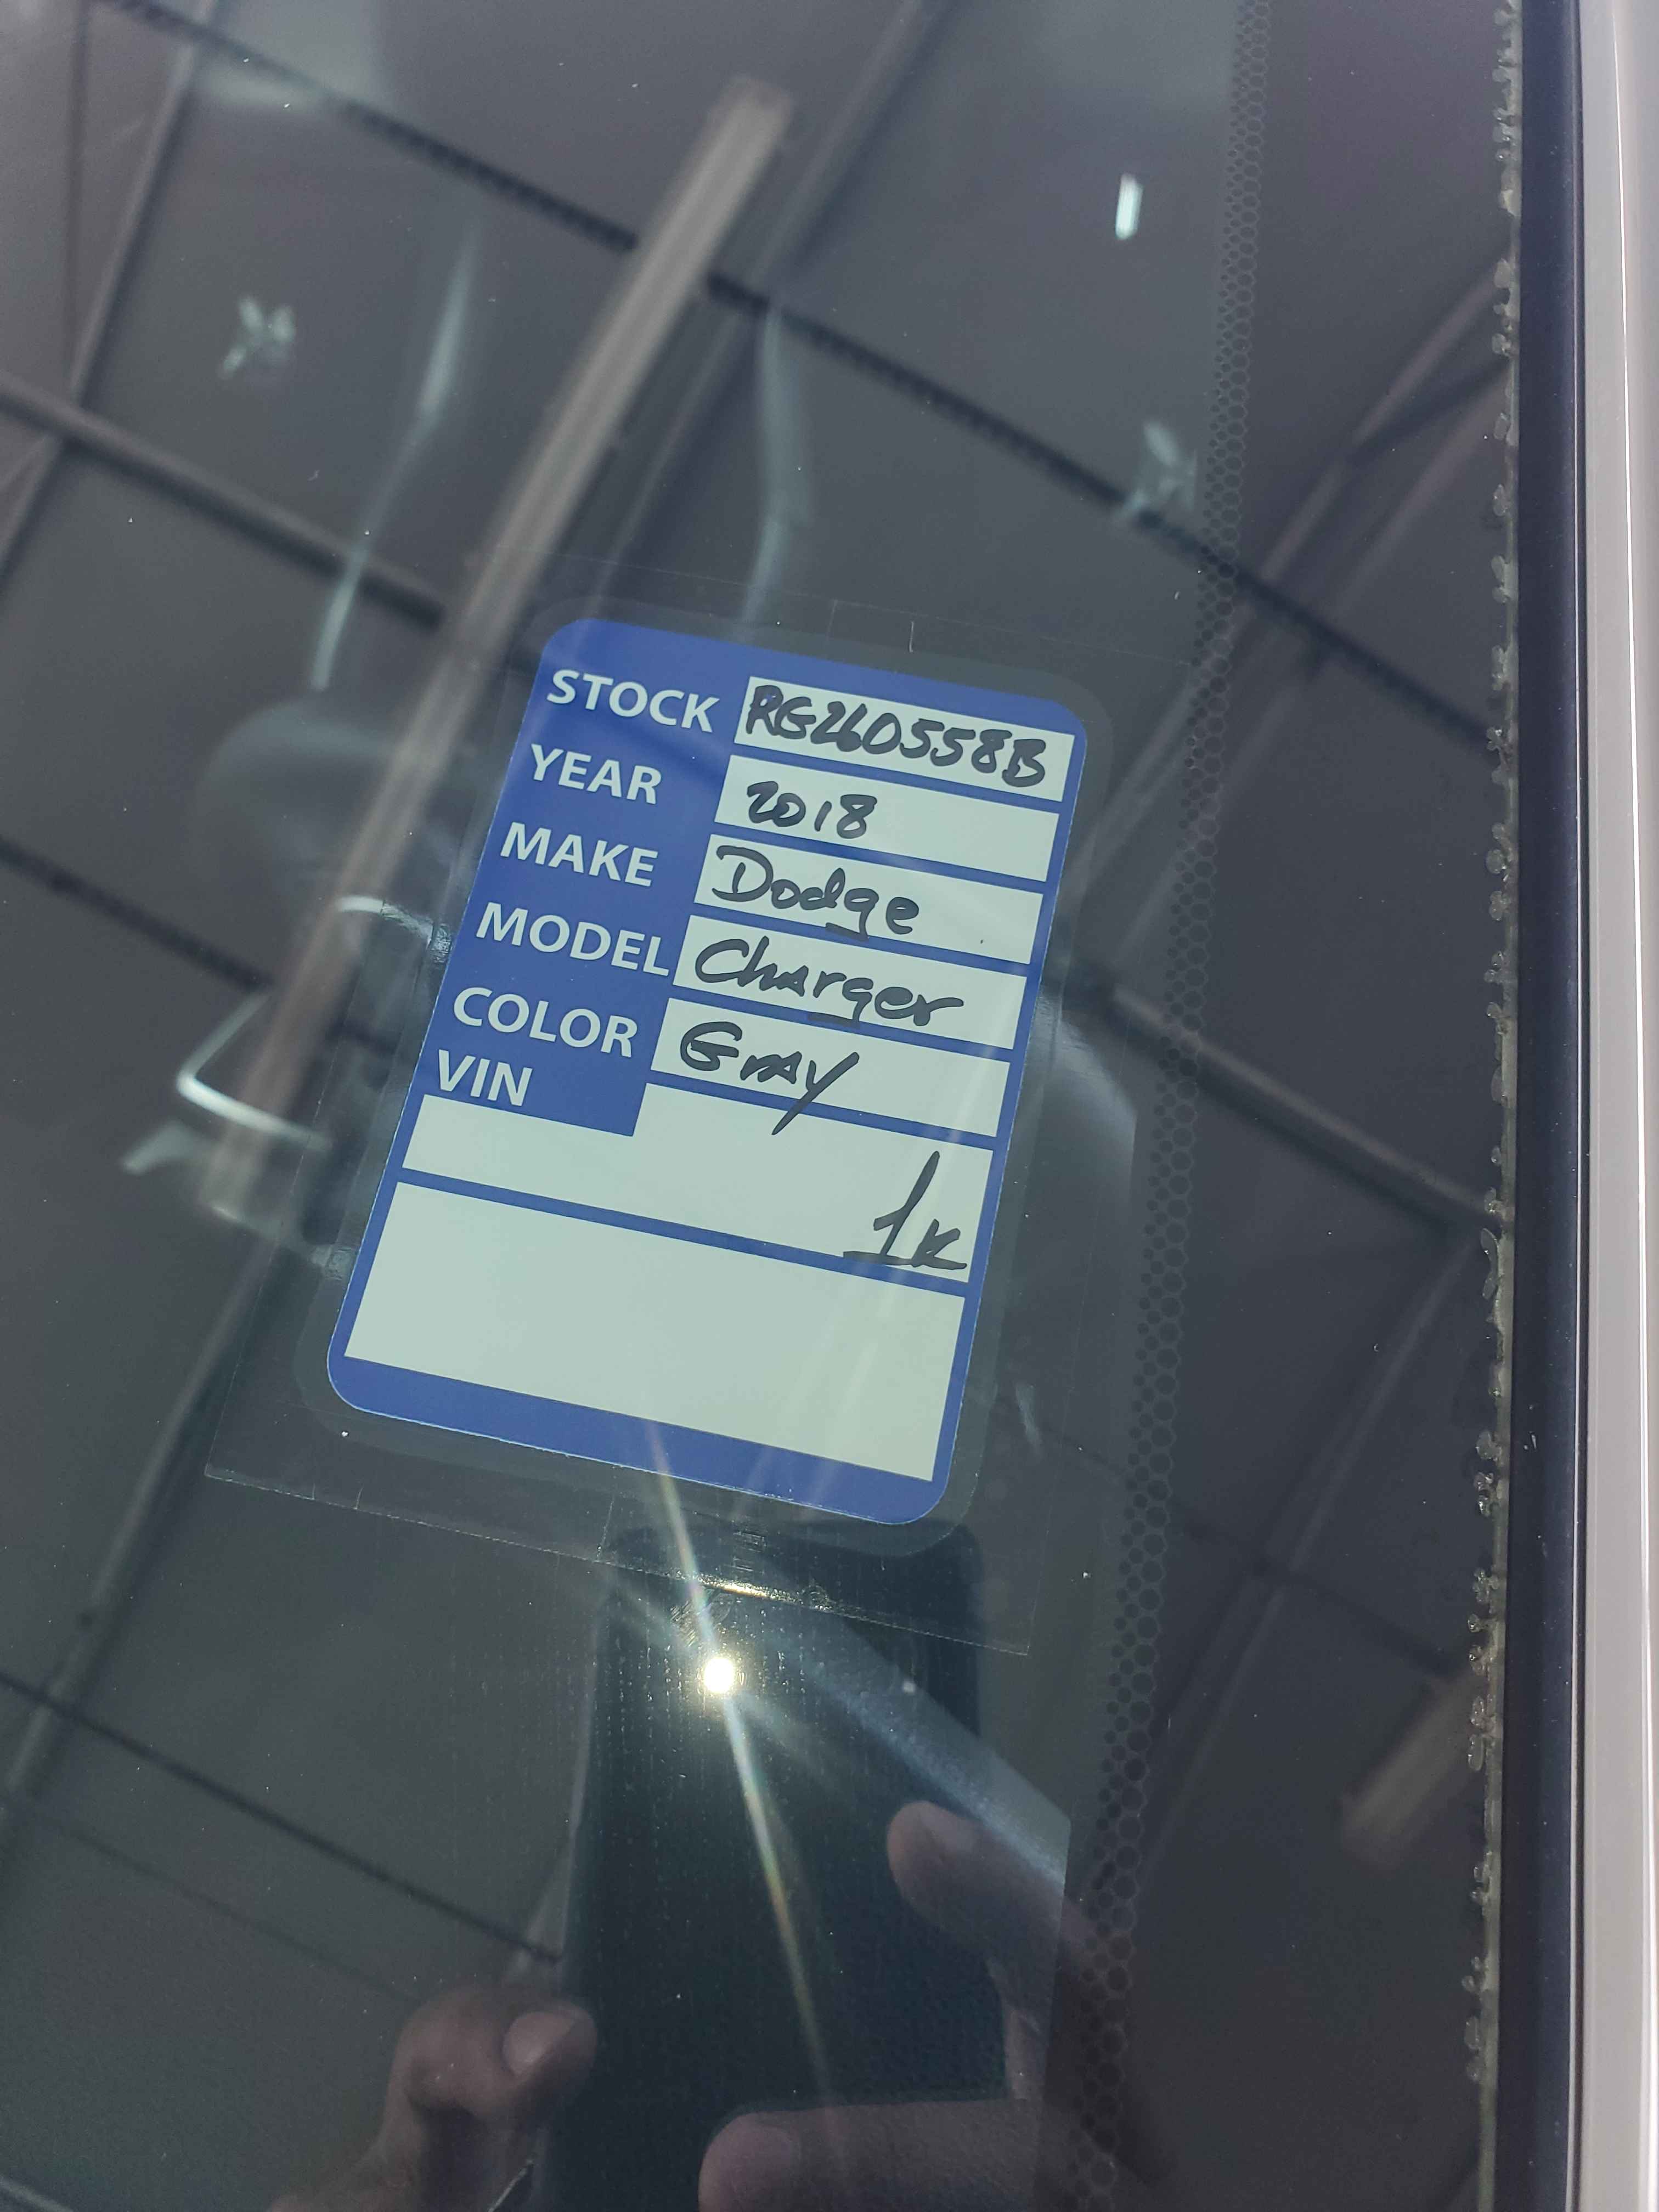 STOCK RG260558B
YEAR 2018
MAKE Dodge
MODEL Charger
COLOR Gray
VIN
1K